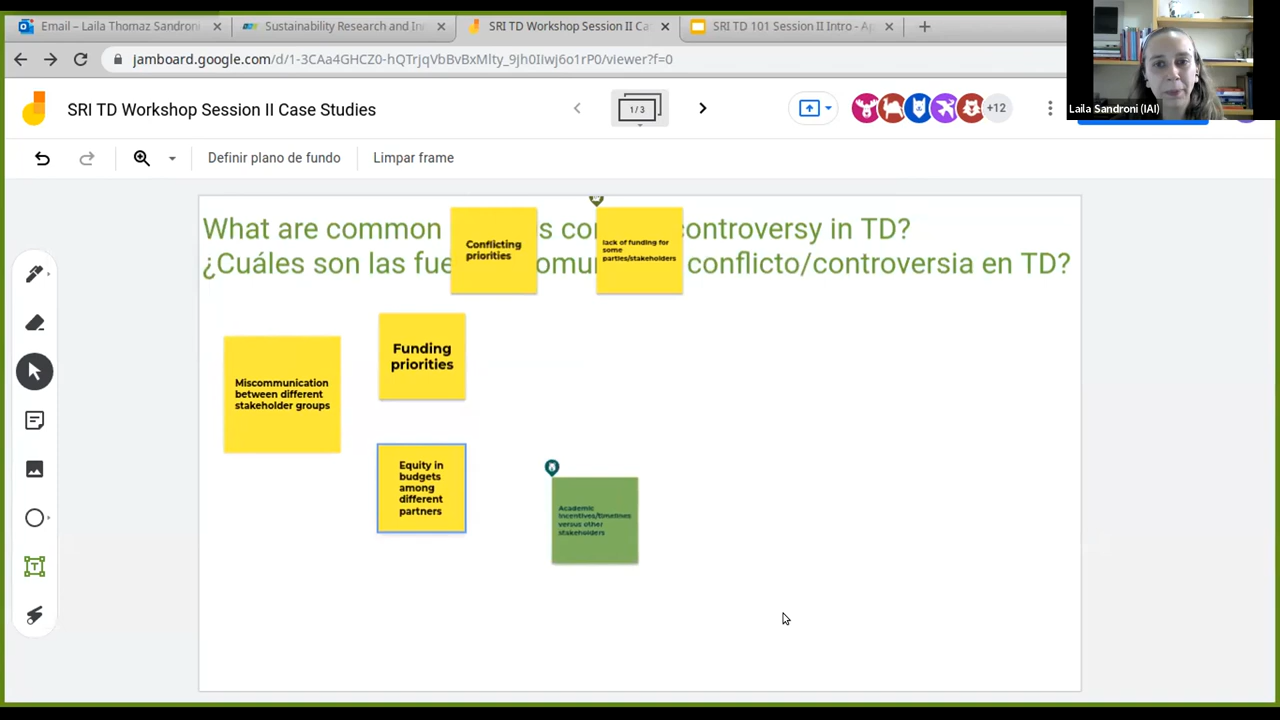 Email – Laila Thomaz Sandroni
Sustainability Research and Inn
SRI TD Workshop Session II Ca
SRI TD 101 Session II Intro - Ap
jamboard.google.com/d/1-3CAa4GHCZ0-hQTrJqVbBvBxMlty_9jh0Iiwj6o1rP0/viewer?f=0
Laila Sandroni (IAI)
SRI TD Workshop Session II Case Studies
1 / 3
+12
Definir plano de fundo
Limpar frame
What are common s co controversy in TD?
¿Cuáles son las fue omu conflicto/controversia en TD?
Conflicting
priorities
lack of funding for
some
parties/stakeholders
Funding
priorities
Miscommunication
between different
stakeholder groups
Equity in
budgets
among
different
partners
Academic
incentives/timelines
versus other
stakeholders